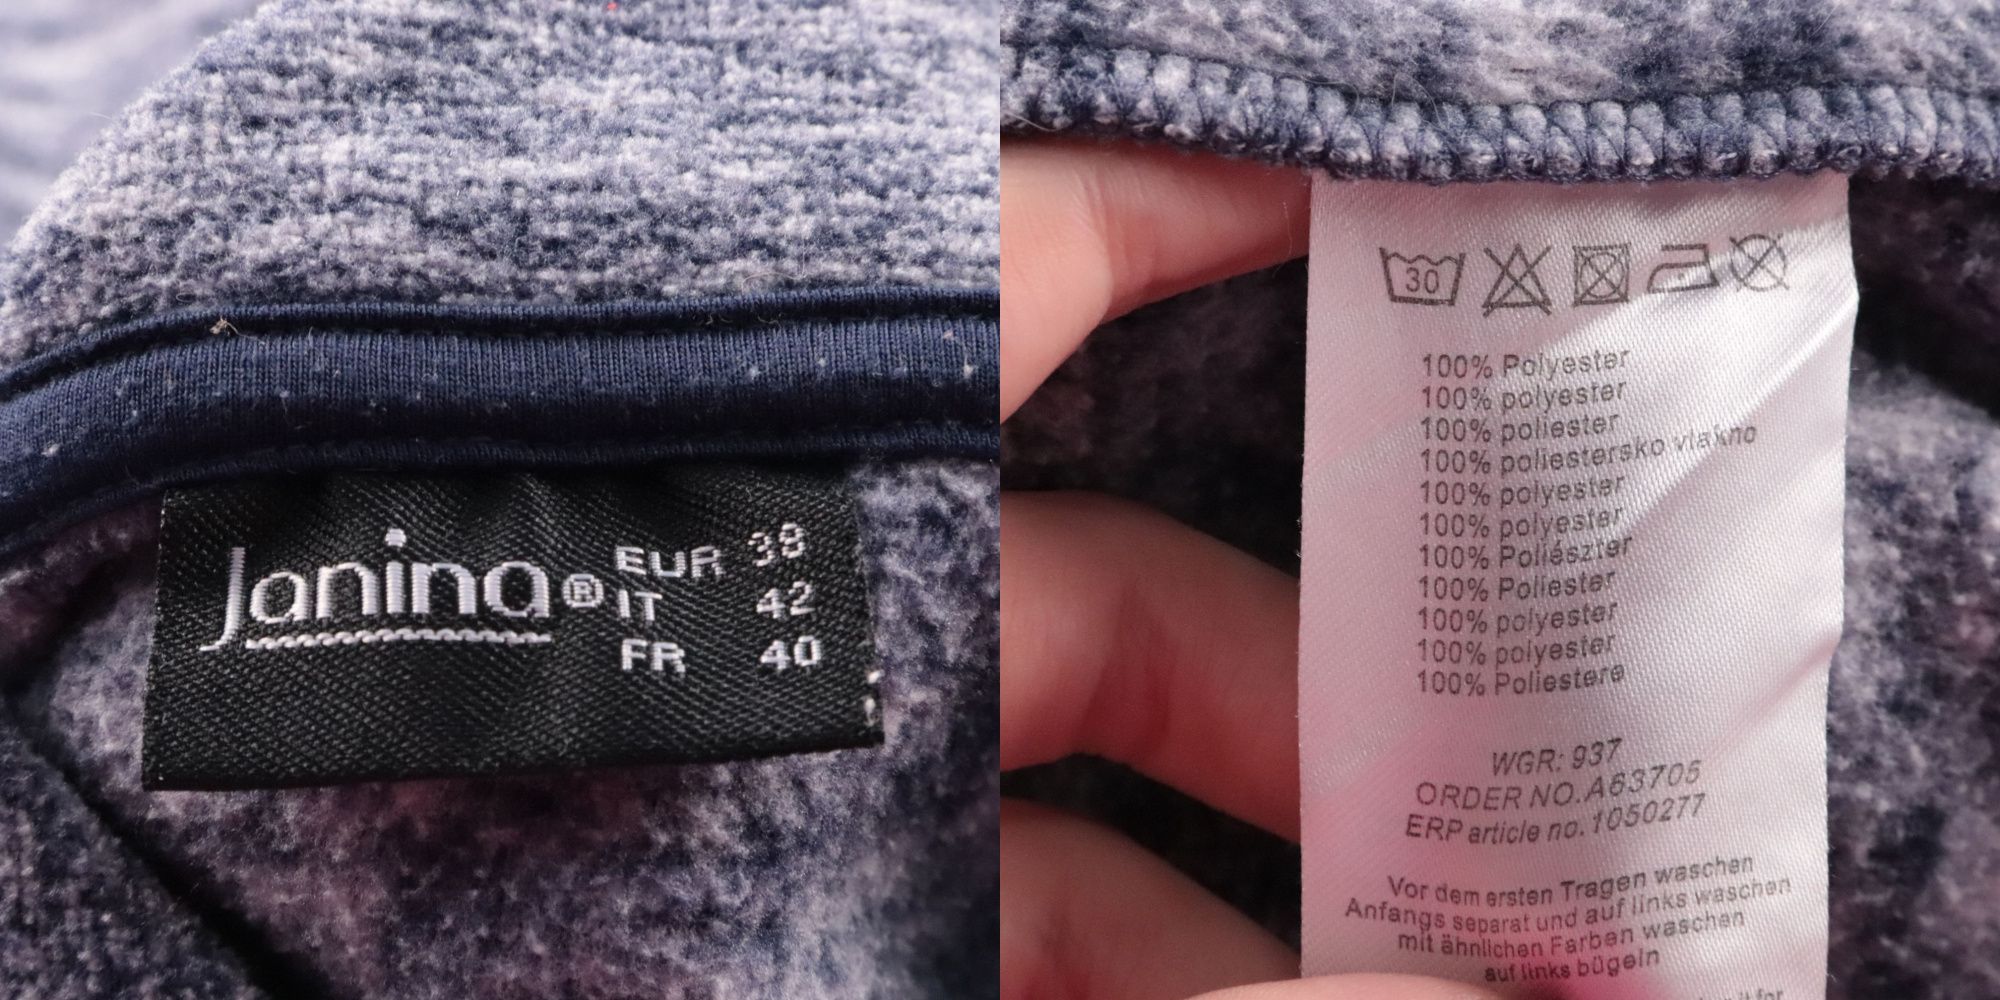 Janina®
EUR 38
IT 42
FR 40
30
100% Polyester
100% polyester
100% poliester
100% poliestersko vlakno
100% polyester
100% polyester
100% Poliészter
100% Poliester
100% polyester
100% polyester
100% Poliestere
WGR: 937
ORDER NO.A63705
ERP article no.1050277
Vor dem ersten Tragen waschen
Anfangs separat und auf links waschen
mit ähnlichen Farben waschen
auf links bügeln
it for